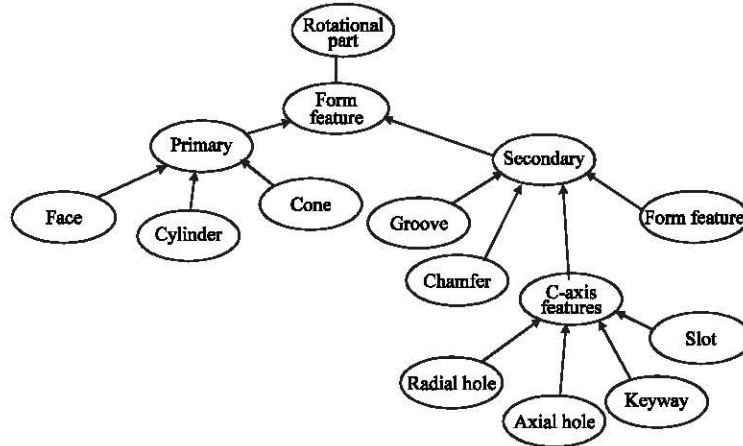 Rotational
part
Form
feature
Primary
Secondary
Face
Cylinder
Cone
Groove
Form feature
Chamfer
C-axis
features
Slot
Radial hole
Axial hole
Keyway